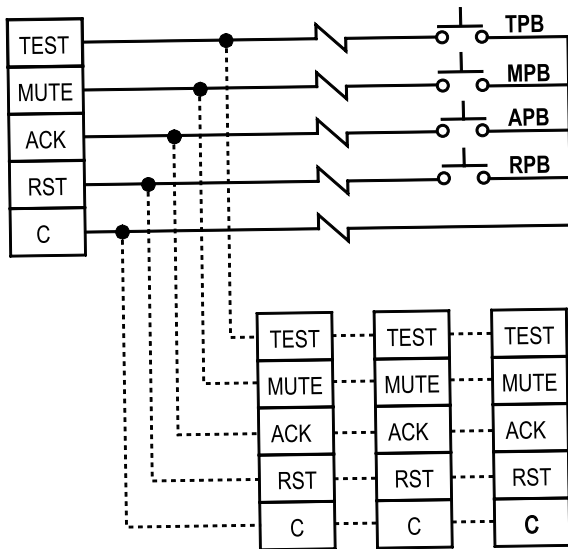 TEST TPB
MUTE MPB
ACK APB
RST RPB
C
TEST TEST TEST
MUTE MUTE MUTE
ACK ACK ACK
RST RST RST
C C C